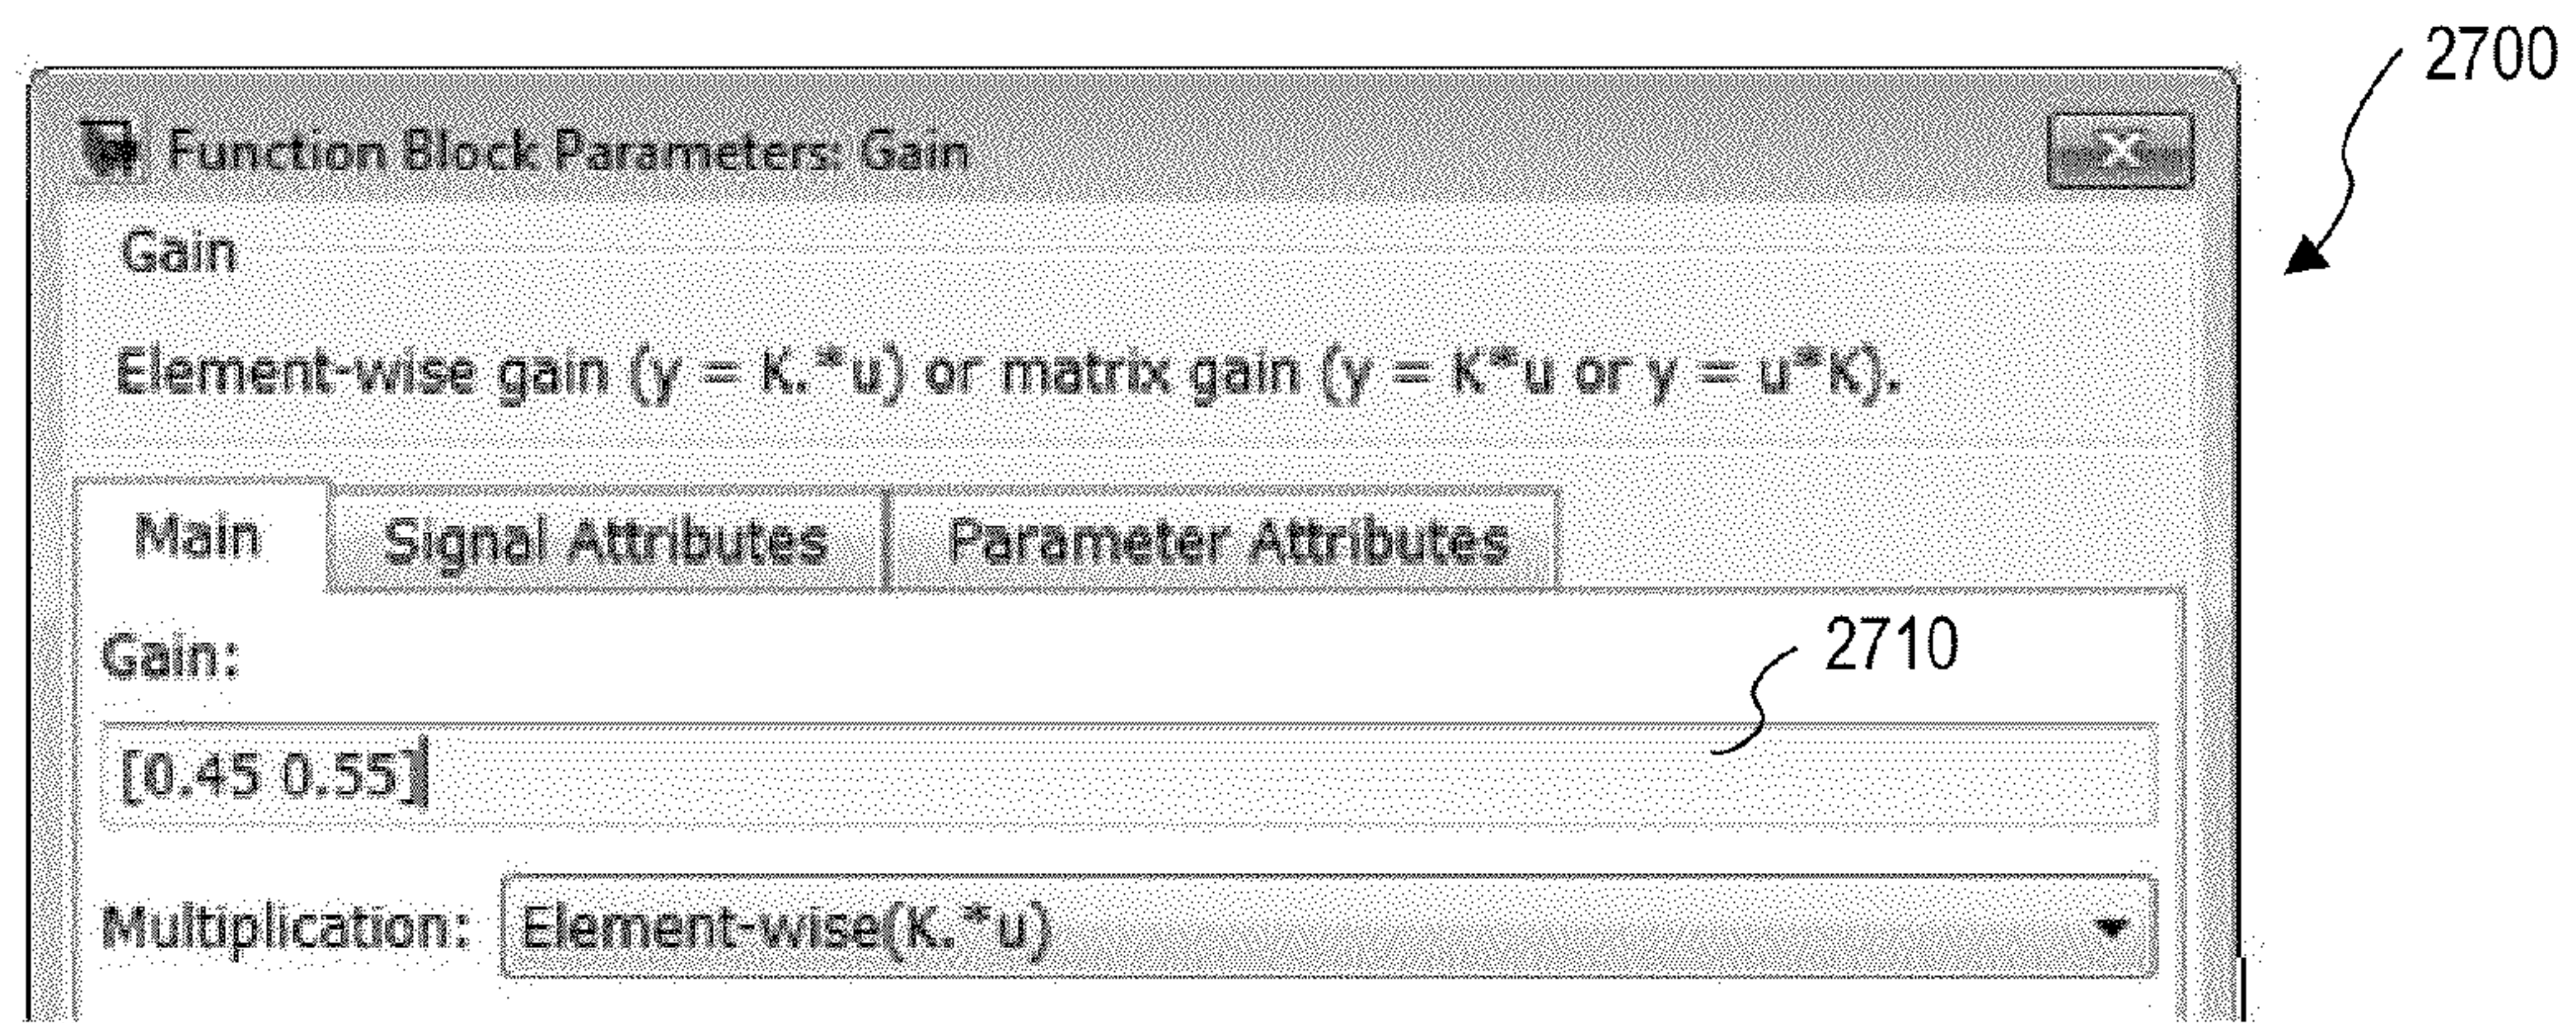 2700
Function Block Parameters: Gain
Gain
Element-wise gain (y = K.*u) or matrix gain (y = K*u or y = u*K).
Main Signal Attributes Parameter Attributes
Gain:
2710
[0.45 0.55]
Multiplication: Element-wise(K.*u)